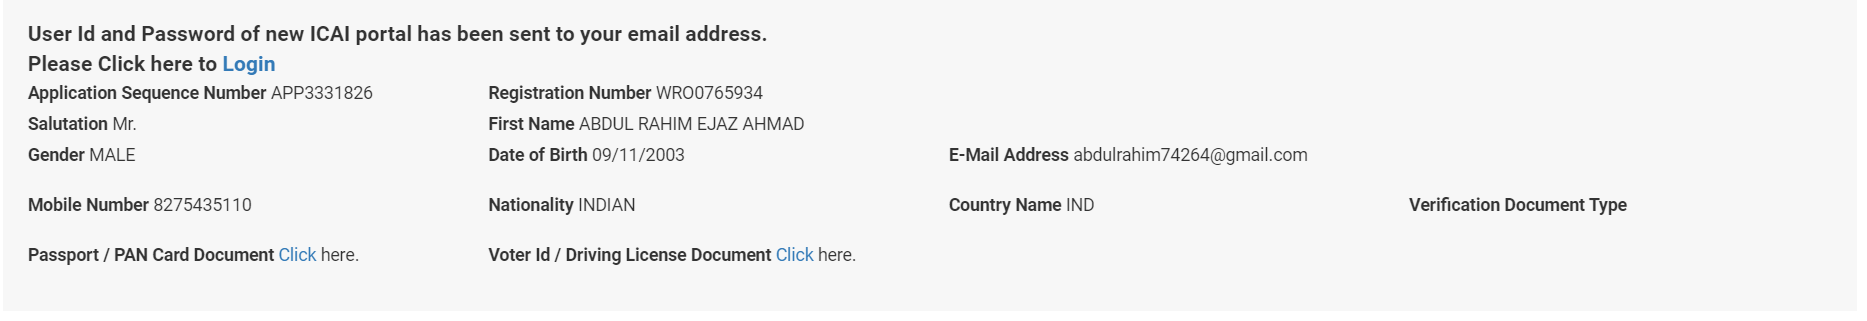 User Id and Password of new ICAI portal has been sent to your email address.
Please Click here to Login
Application Sequence Number APP3331826 Registration Number WRO0765934
Salutation Mr. First Name ABDUL RAHIM EJAZ AHMAD
Gender MALE Date of Birth 09/11/2003 E-Mail Address abdulrahim74264@gmail.com
Mobile Number 8275435110 Nationality INDIAN Country Name IND Verification Document Type
Passport / PAN Card Document Click here. Voter Id / Driving License Document Click here.